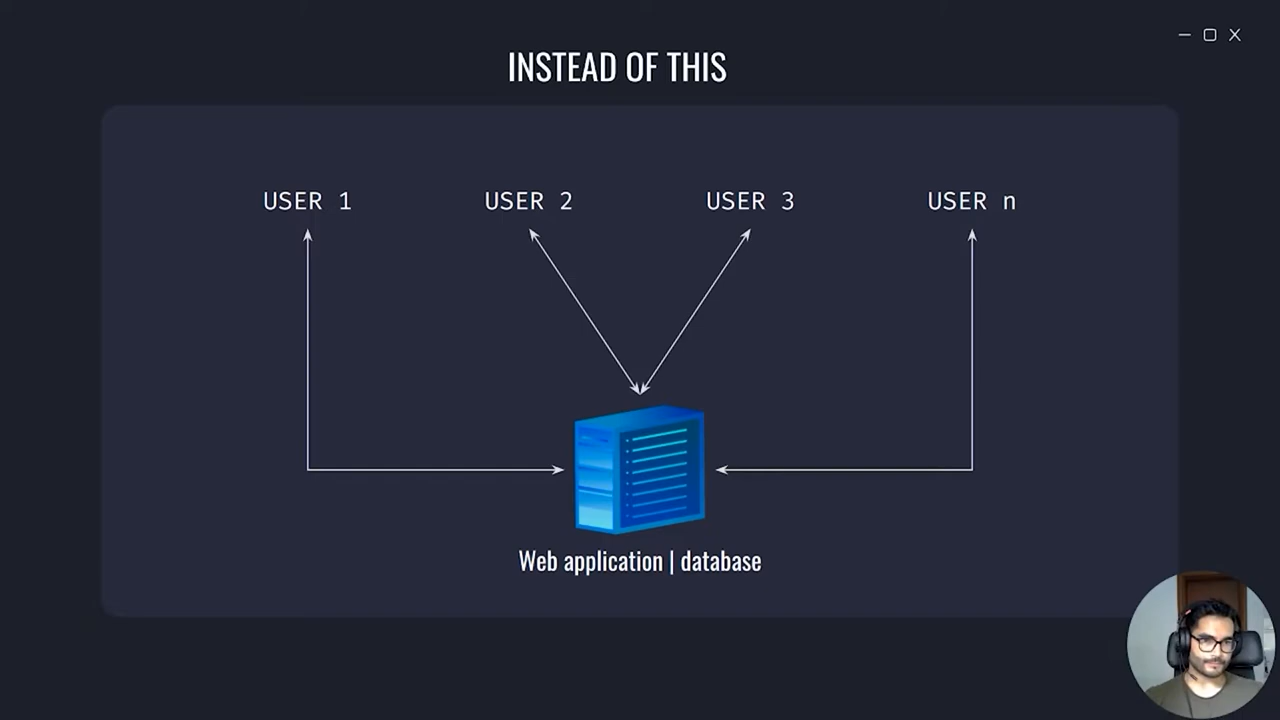 INSTEAD OF THIS
USER 1 USER 2 USER 3 USER n
Web application | database